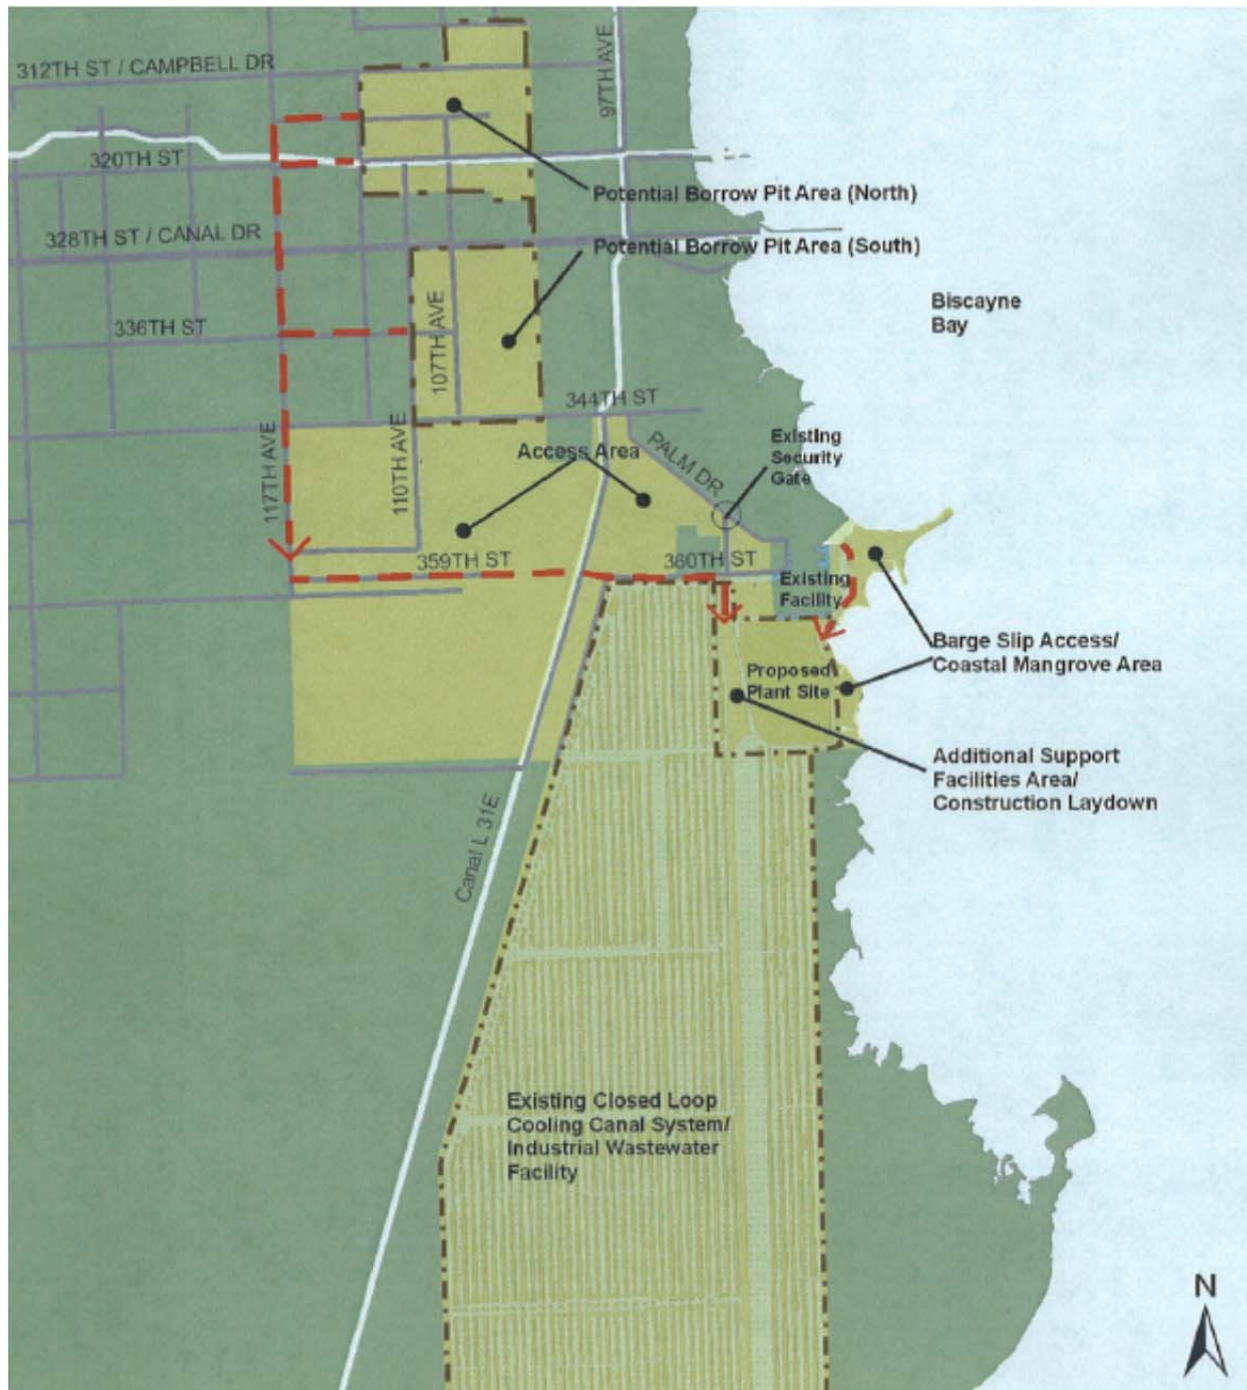 312TH ST / CAMPBELL DR
97TH AVE
320TH ST
Potential Borrow Pit Area (North)
328TH ST / CANAL DR
Potential Borrow Pit Area (South)
Biscayne
Bay
336TH ST
107TH AVE
344TH ST
117TH AVE
110TH AVE
Access Area
PALM DR
Existing
Security
Gate
359TH ST
360TH ST
Existing
Facility
Barge Slip Access/
Coastal Mangrove Area
Proposed
Plant Site
Additional Support
Facilities Area/
Construction Laydown
Canal L 31E
Existing Closed Loop
Cooling Canal System/
Industrial Wastewater
Facility
N